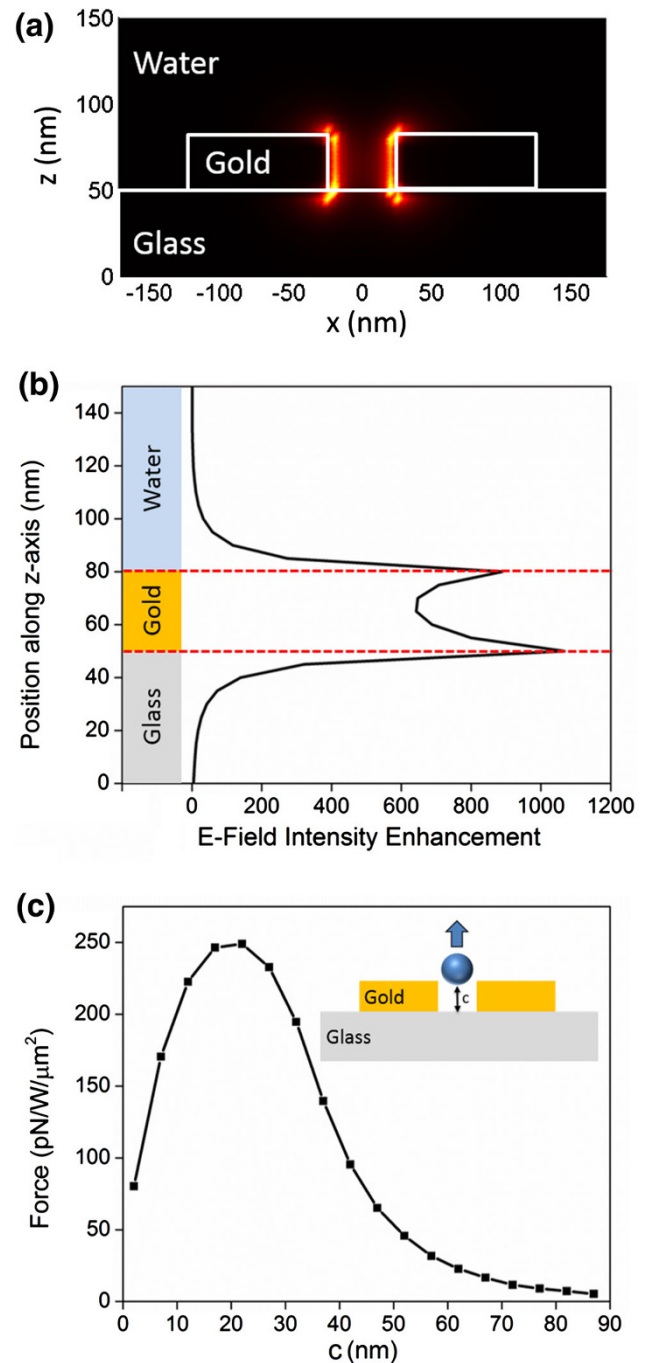 (a)
150
100
50
0
z (nm)
Water
Gold
Glass
-150 -100 -50 0 50 100 150
x (nm)
(b)
140
120
100
80
60
40
20
0
Position along z-axis (nm)
Water
Gold
Glass
0 200 400 600 800 1000 1200
E-Field Intensity Enhancement
(c)
250
200
150
100
50
0
Force (pN/W/μm²)
Gold
c
Glass
0 10 20 30 40 50 60 70 80 90
c (nm)